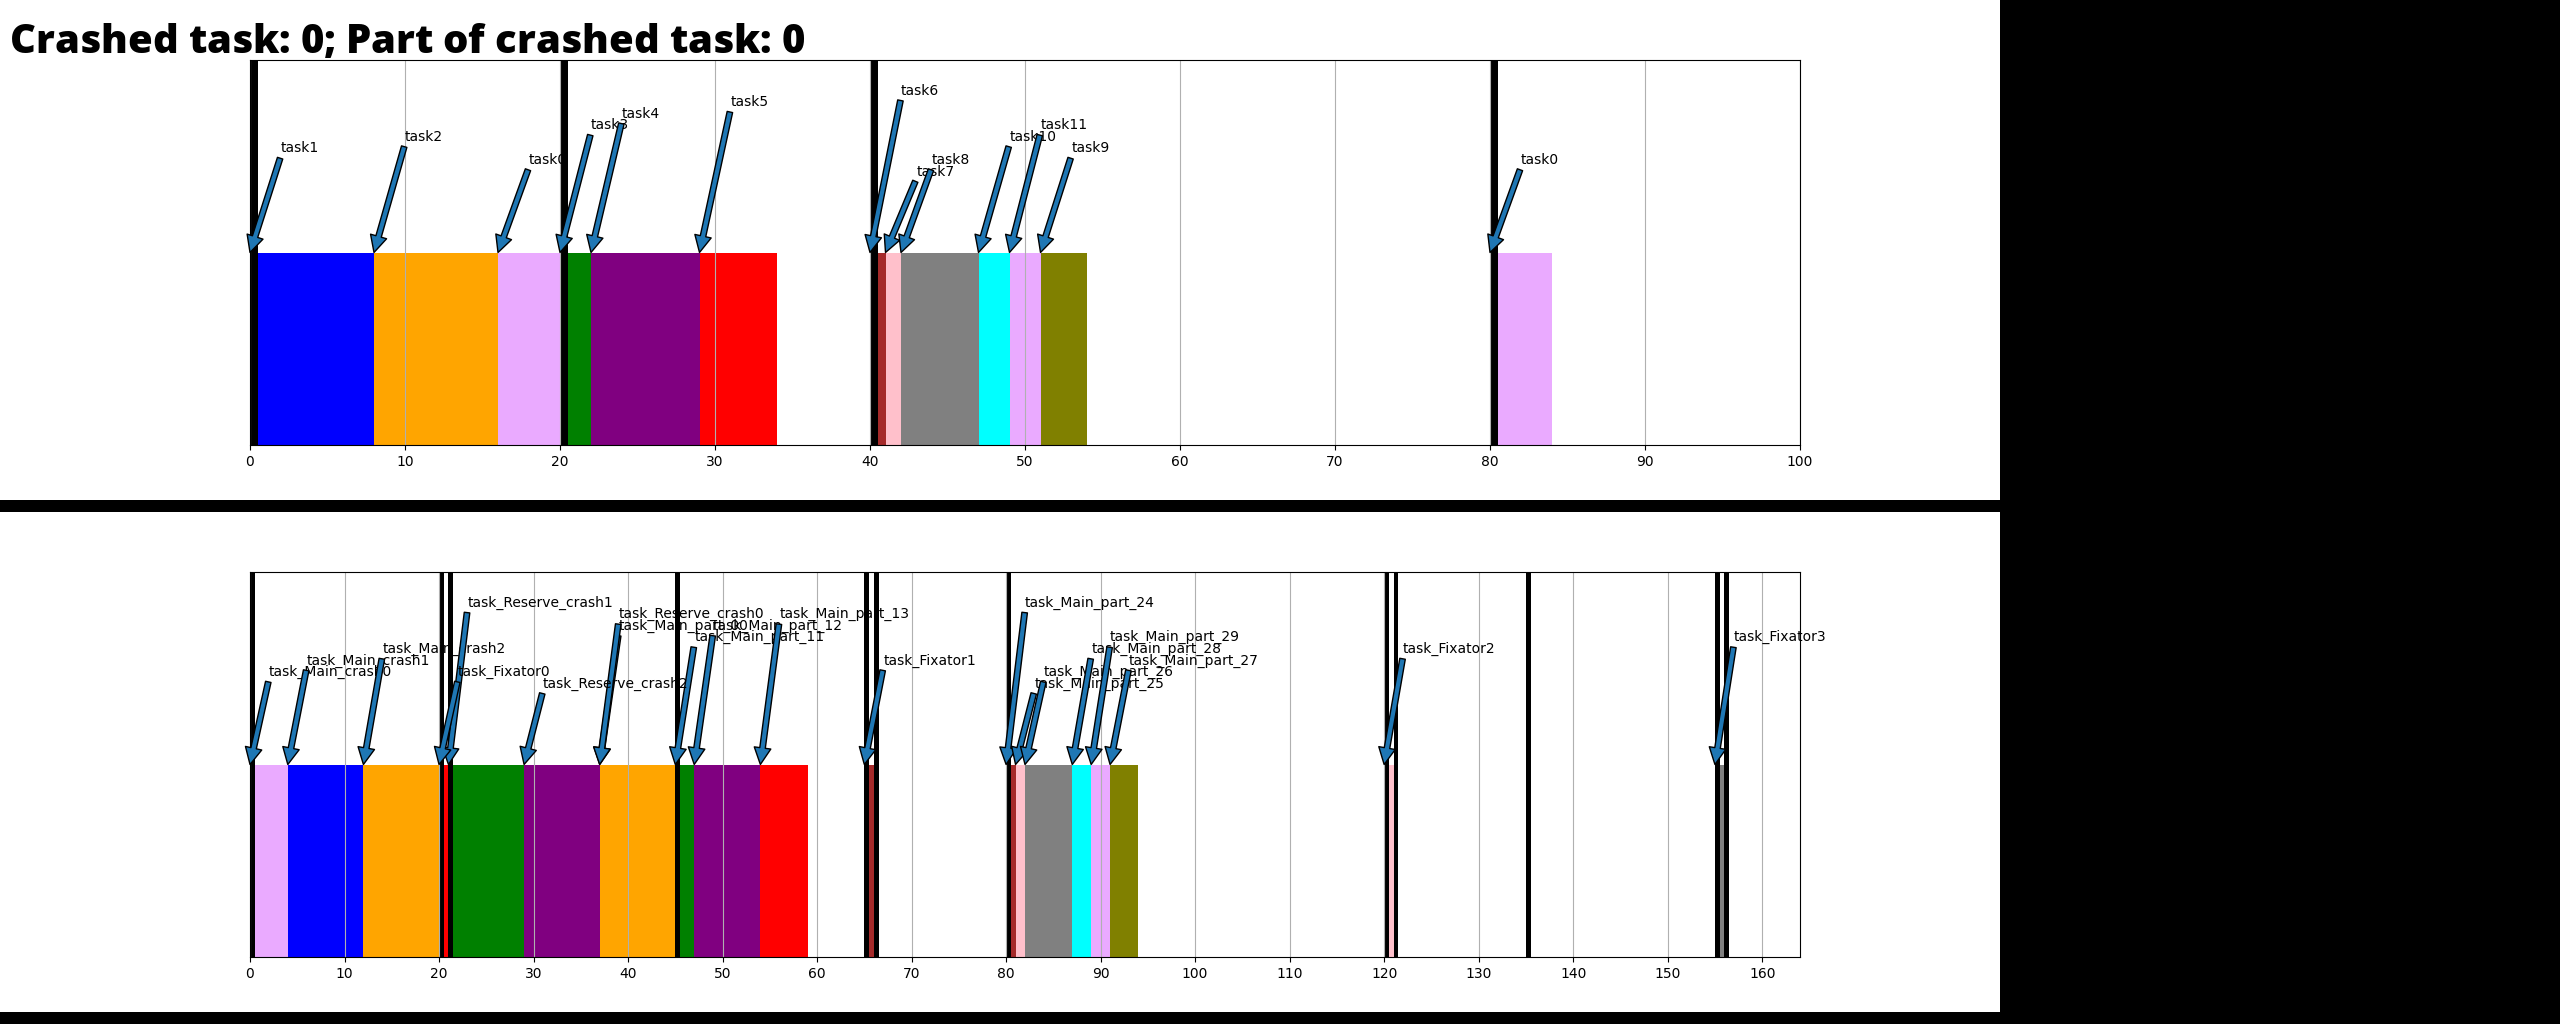 Crashed task: 0; Part of crashed task: 0
task6
task5
task4
task3
task11
task10
task2
task1
task9
task0
task8
task0
task7
0 10 20 30 40 50 60 70 80 90 100
task_Reserve_crash1
task_Main_part_24
task_Reserve_crash0
task_Main_part_13
task_Main_part_00
task_Main_part_12
task_Main_part_11
task_Main_part_29
task_Fixator3
task_Main_crash2
task_Main_part_28
task_Fixator2
task_Main_crash1
task_Fixator1
task_Main_part_27
task_Main_crash0
task_Fixator0
task_Main_part_26
task_Reserve_crash2
task_Main_part_25
0 10 20 30 40 50 60 70 80 90 100 110 120 130 140 150 160